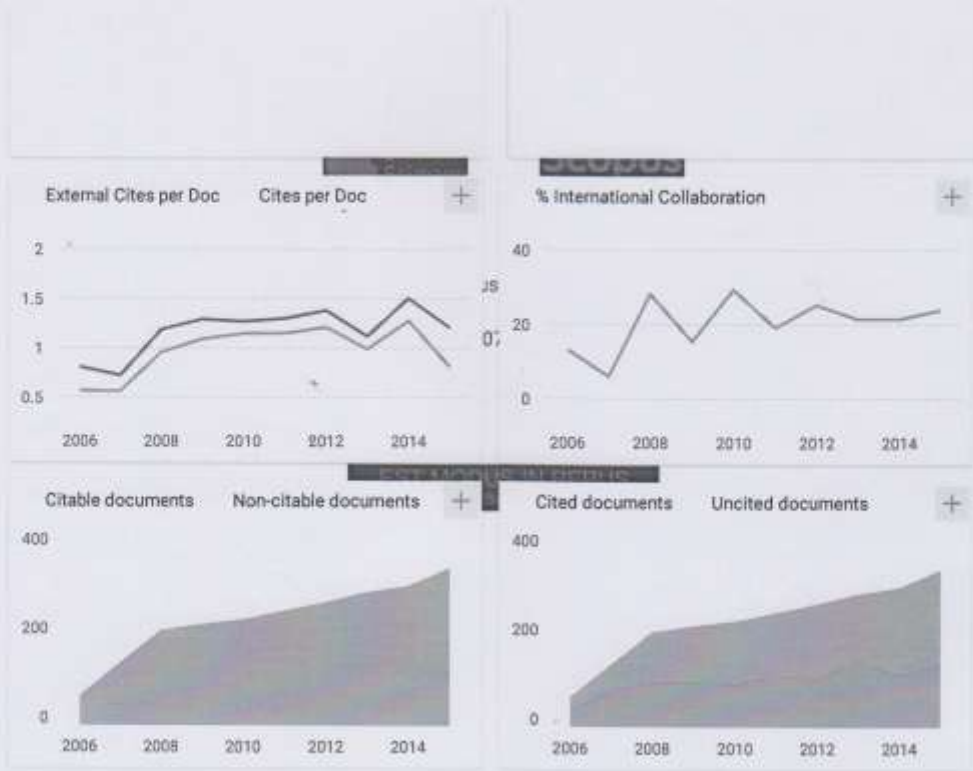 Scopus
External Cites per Doc Cites per Doc +
% International Collaboration +
2
1.5
1
0.5
2006 2008 2010 2012 2014
40
20
0
2006 2008 2010 2012 2014
Citable documents Non-citable documents +
400
200
0
2006 2008 2010 2012 2014
Cited documents Uncited documents +
400
200
0
2006 2008 2010 2012 2014